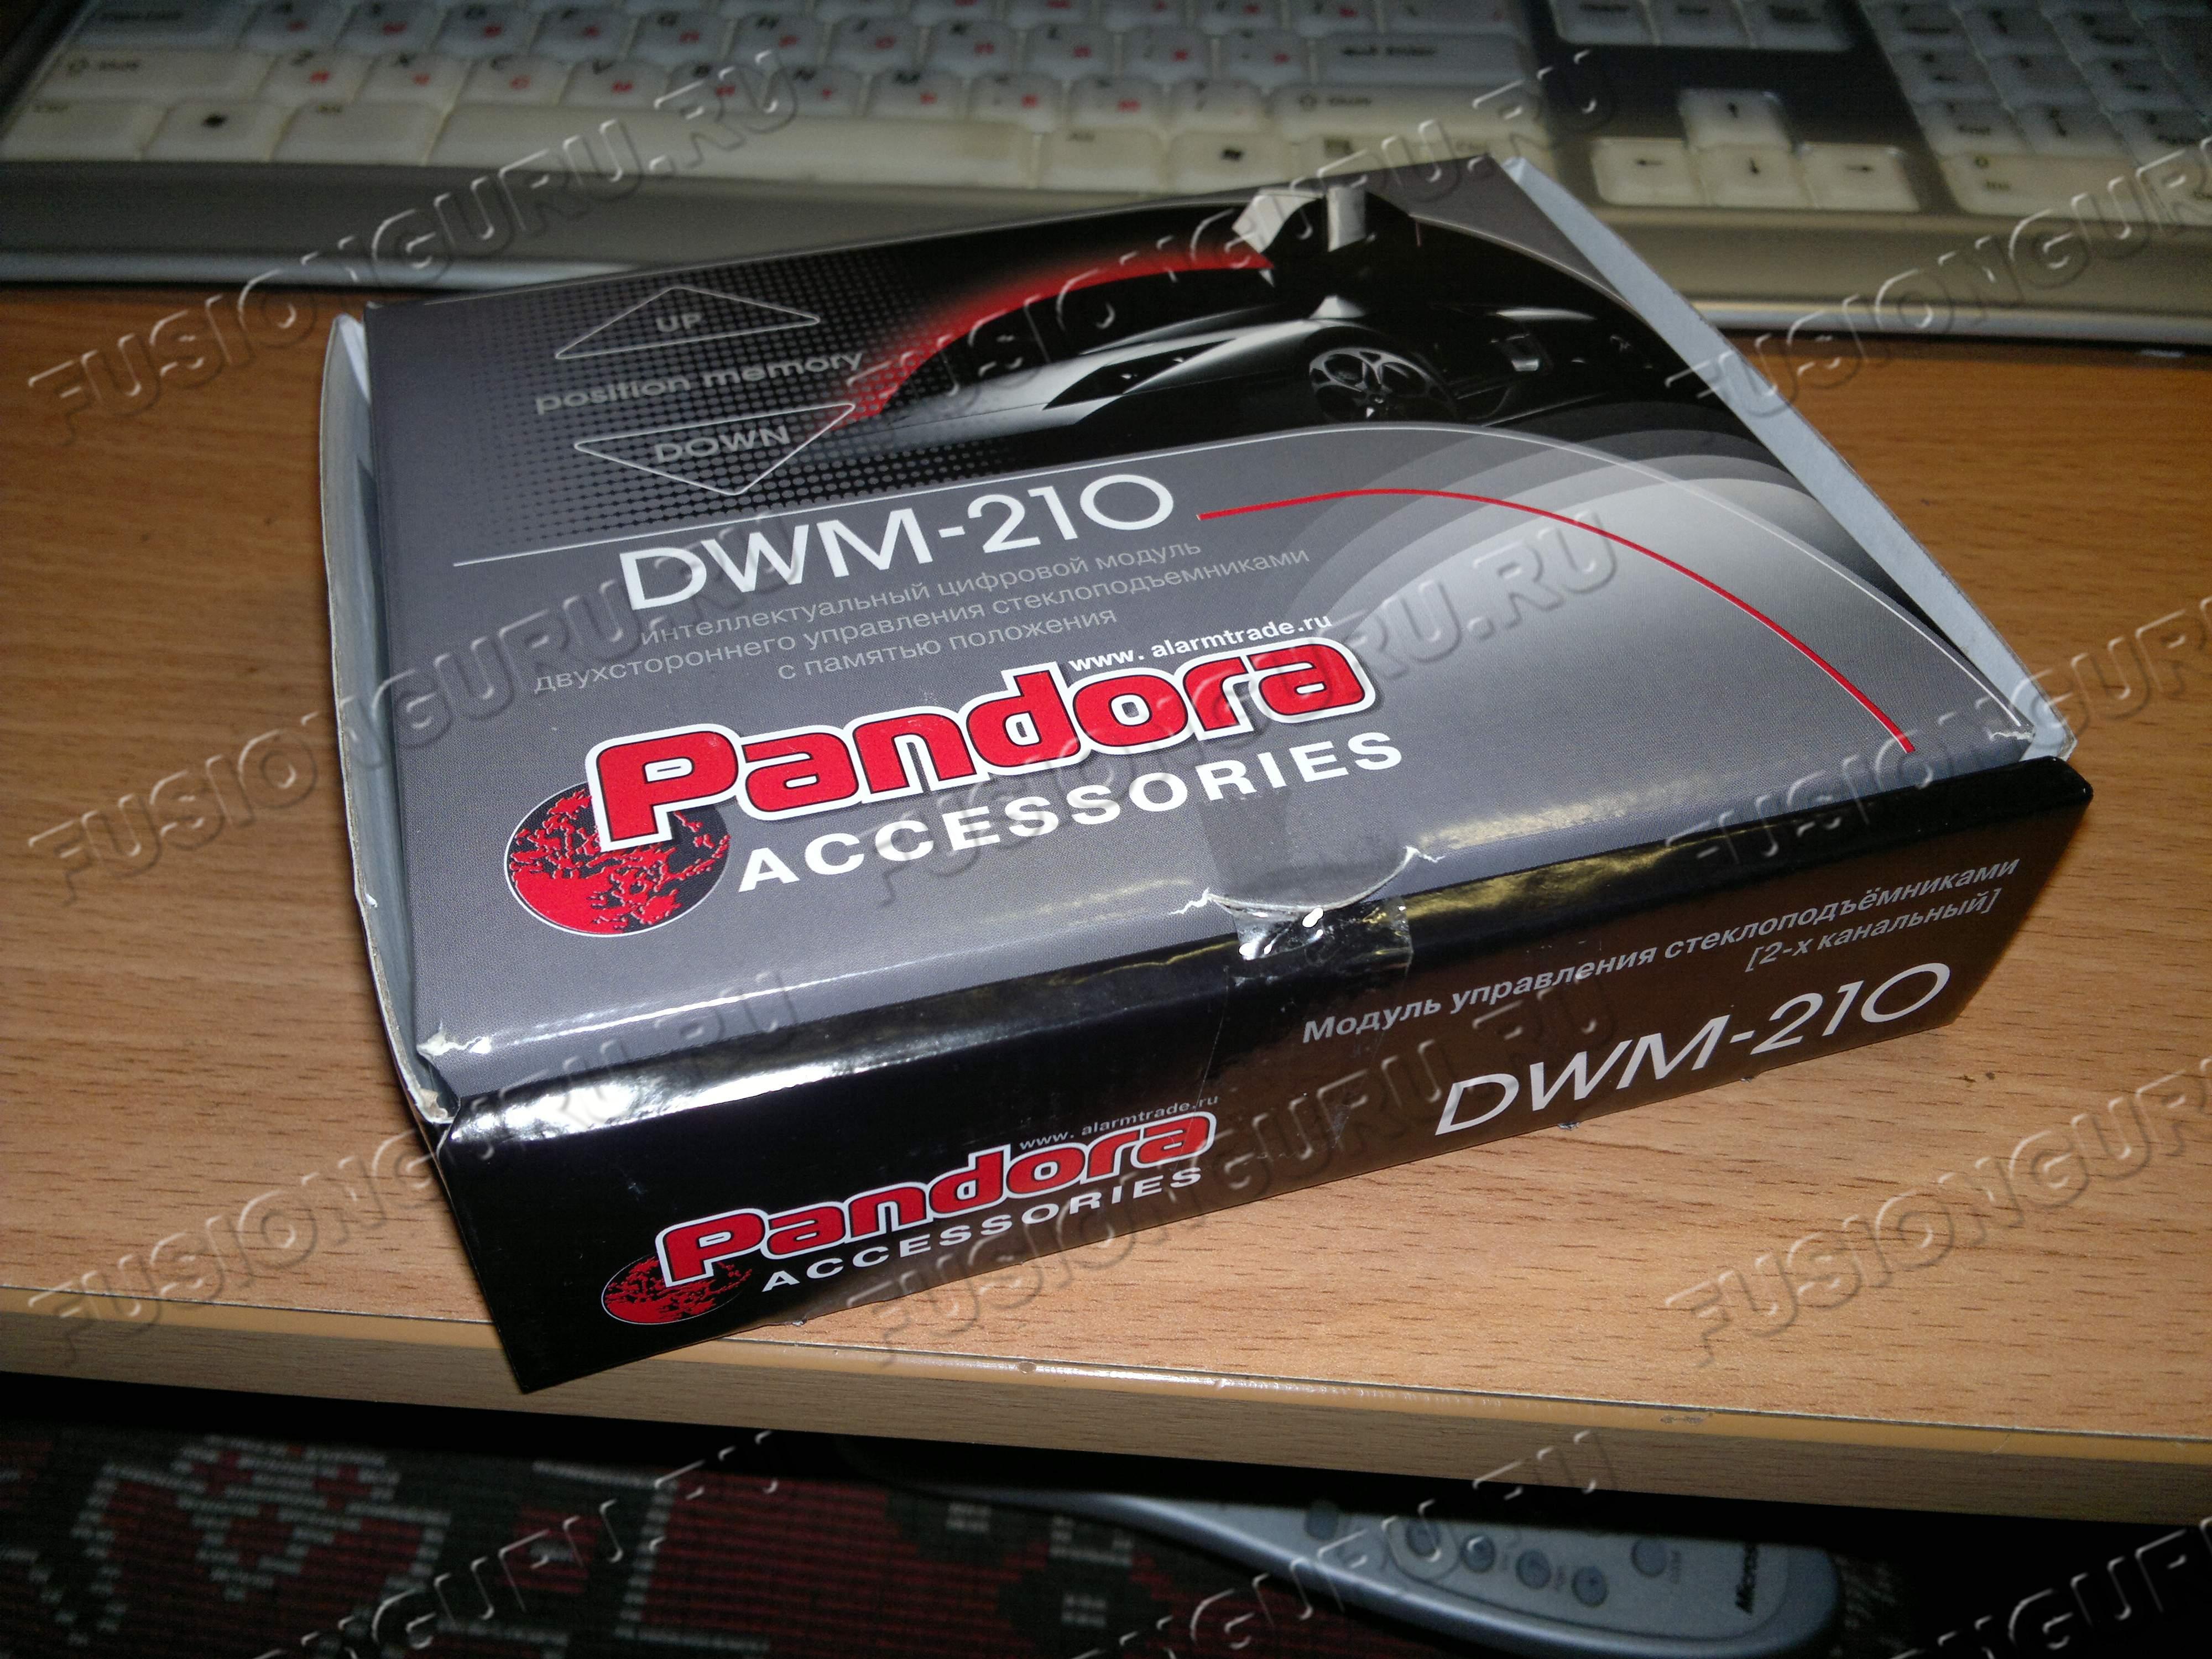 UP
position memory
DOWN
DWM-210
интеллектуальный цифровой модуль
двухстороннего управления стеклоподъемниками
с памятью положения
www.alarmtrade.ru
Pandora
ACCESSORIES
Модуль управления стеклоподъёмниками
[2-х канальный]
DWM-210
www.alarmtrade.ru
Pandora
ACCESSORIES
FUSIONGURU.RU